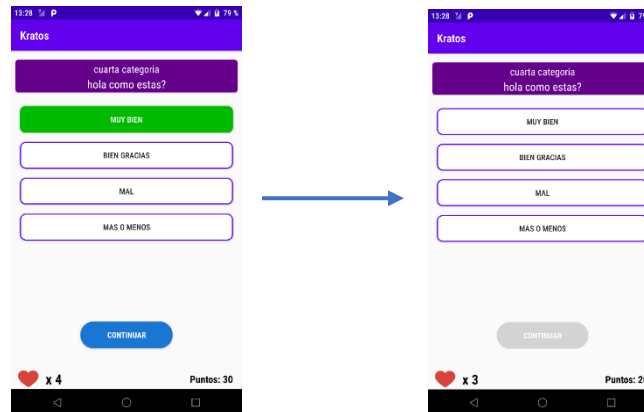 13:28
79 %
Kratos
cuarta categoria
hola como estas?
MUY BIEN
BIEN GRACIAS
MAL
MAS O MENOS
CONTINUAR
x 4
Puntos: 30
13:28
Kratos
cuarta categoria
hola como estas?
MUY BIEN
BIEN GRACIAS
MAL
MAS O MENOS
CONTINUAR
x 3
Puntos: